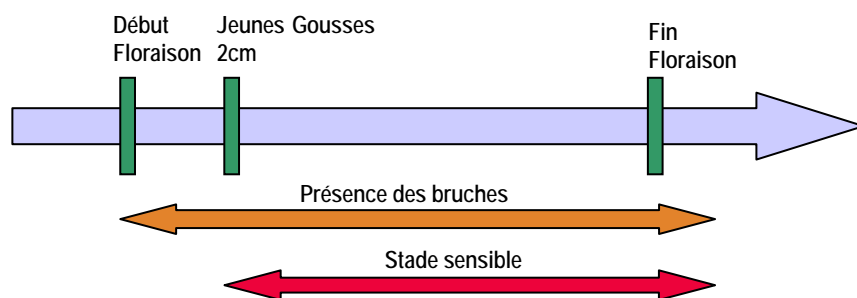 Début
Floraison
Jeunes Gousses
2cm
Fin
Floraison
Présence des bruches
Stade sensible